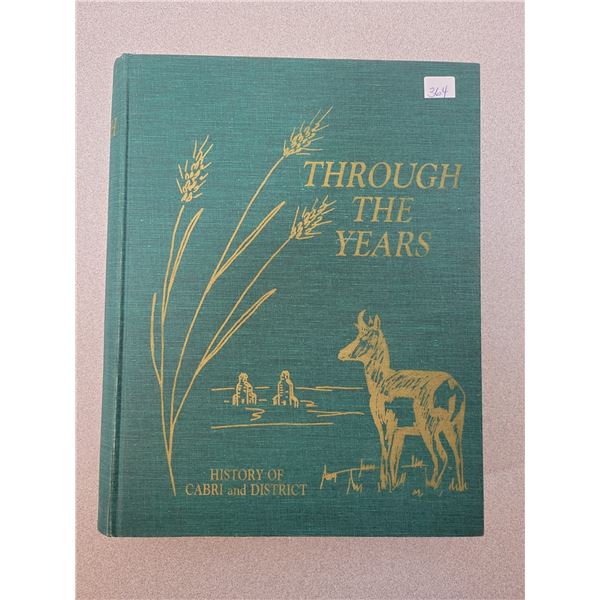 364
THROUGH
THE
YEARS
HISTORY OF
CABRI and DISTRICT